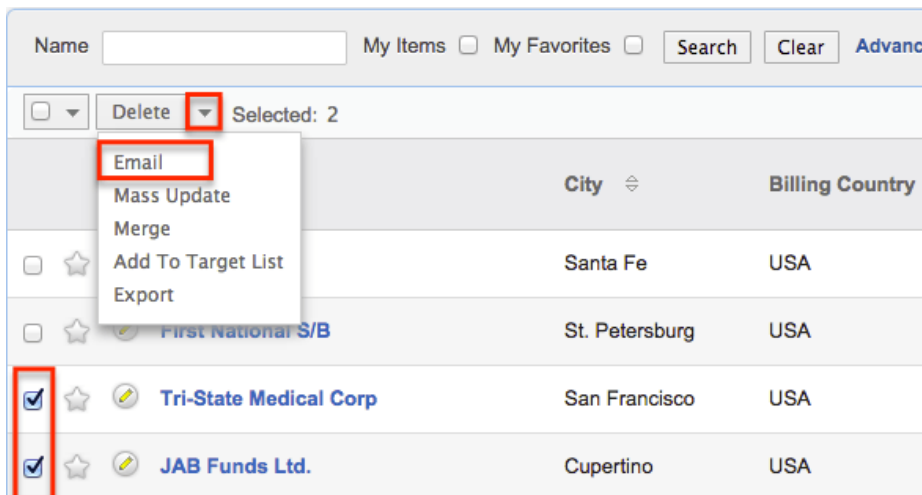 Name My Items My Favorites Search Clear Advanc
Delete Selected: 2
Email
Mass Update
Merge
Add To Target List
Export
City Billing Country
Santa Fe USA
First National S/B St. Petersburg USA
Tri-State Medical Corp San Francisco USA
JAB Funds Ltd. Cupertino USA